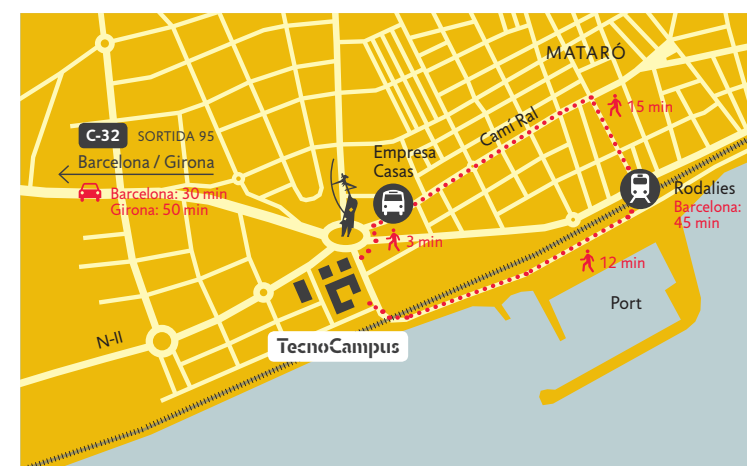 MATARÓ
15 min
Camí Ral
C-32 SORTIDA 95
Barcelona / Girona
Barcelona: 30 min
Girona: 50 min
Empresa
Casas
Rodalies
Barcelona:
45 min
3 min
12 min
Port
N-II
TecnoCampus